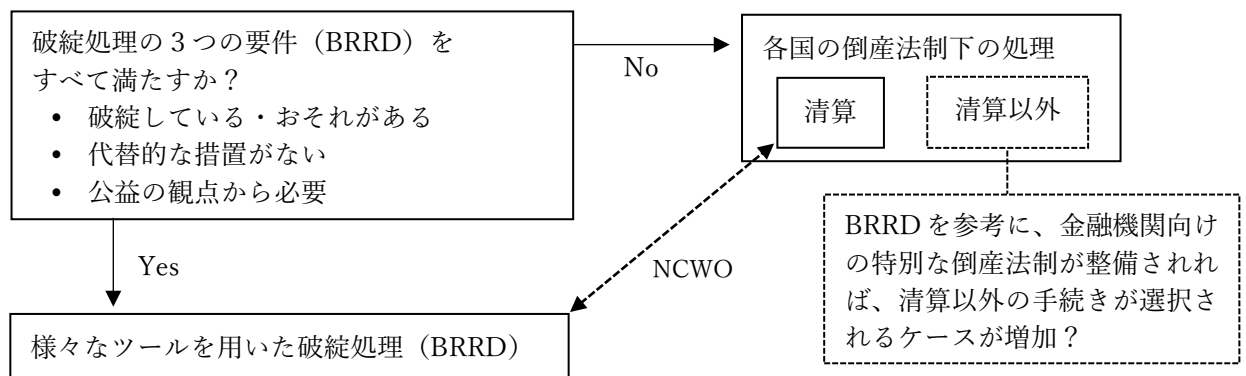 破綻処理の３つの要件（BRRD）を
すべて満たすか？
• 破綻している・おそれがある
• 代替的な措置がない
• 公益の観点から必要
No
各国の倒産法制下の処理
清算
清算以外
Yes
NCWO
BRRD を参考に、金融機関向け
の特別な倒産法制が整備されれ
ば、清算以外の手続きが選択さ
れるケースが増加？
様々なツールを用いた破綻処理（BRRD）